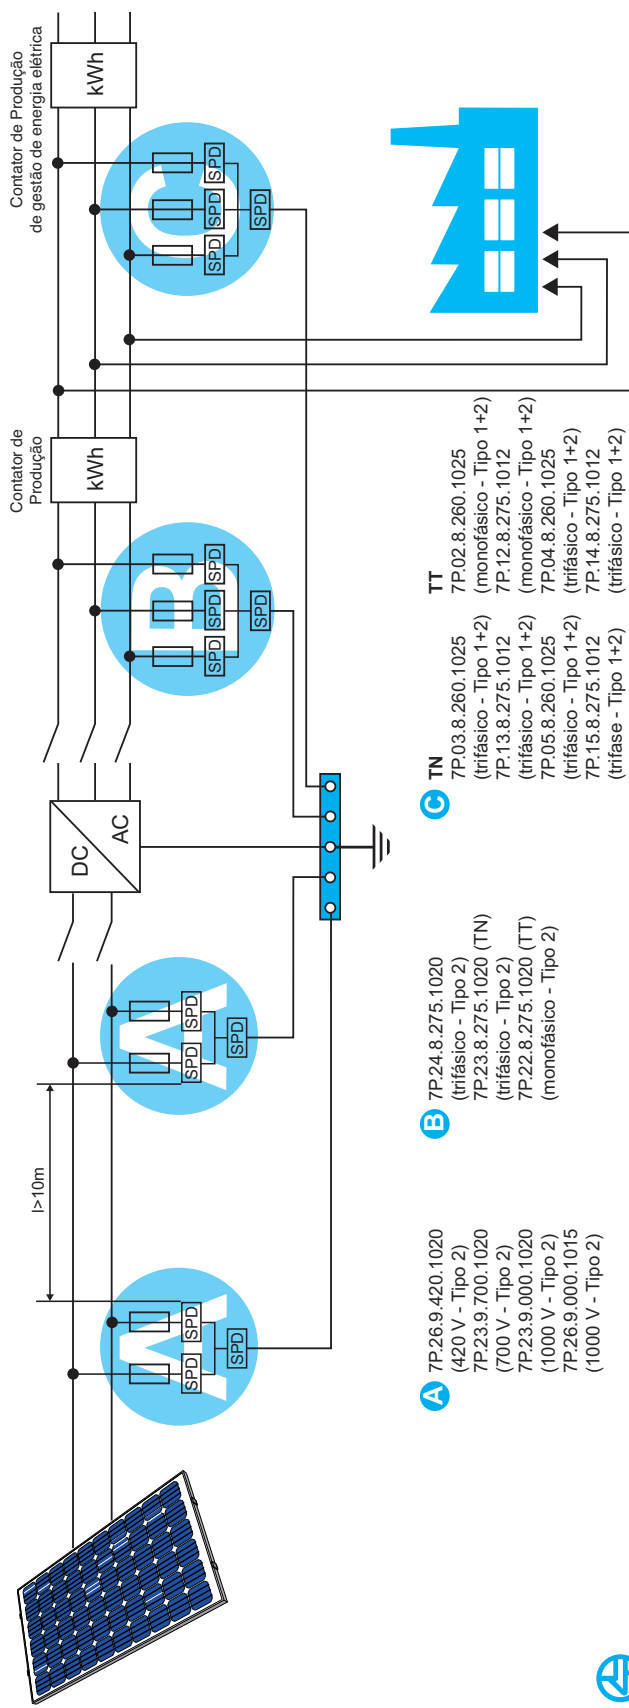 Contator de Produção
de gestão de energia elétrica
kWh
SPD
SPD
SPD
SPD
C
Contator de
Produção
kWh
SPD
SPD
SPD
SPD
B
DC
AC
SPD
SPD
SPD
A
l>10m
SPD
SPD
SPD
A
A
7P.26.9.420.1020
(420 V - Tipo 2)
7P.23.9.700.1020
(700 V - Tipo 2)
7P.23.9.000.1020
(1000 V - Tipo 2)
7P.26.9.000.1015
(1000 V - Tipo 2)
B
7P.24.8.275.1020
(trifásico - Tipo 2)
7P.23.8.275.1020 (TN)
(trifásico - Tipo 2)
7P.22.8.275.1020 (TT)
(monofásico - Tipo 2)
C
TN
7P.03.8.260.1025
(trifásico - Tipo 1+2)
7P.13.8.275.1012
(trifásico - Tipo 1+2)
7P.05.8.260.1025
(trifásico - Tipo 1+2)
7P.15.8.275.1012
(trifase - Tipo 1+2)
TT
7P.02.8.260.1025
(monofásico - Tipo 1+2)
7P.12.8.275.1012
(monofásico - Tipo 1+2)
7P.04.8.260.1025
(trifásico - Tipo 1+2)
7P.14.8.275.1012
(trifásico - Tipo 1+2)